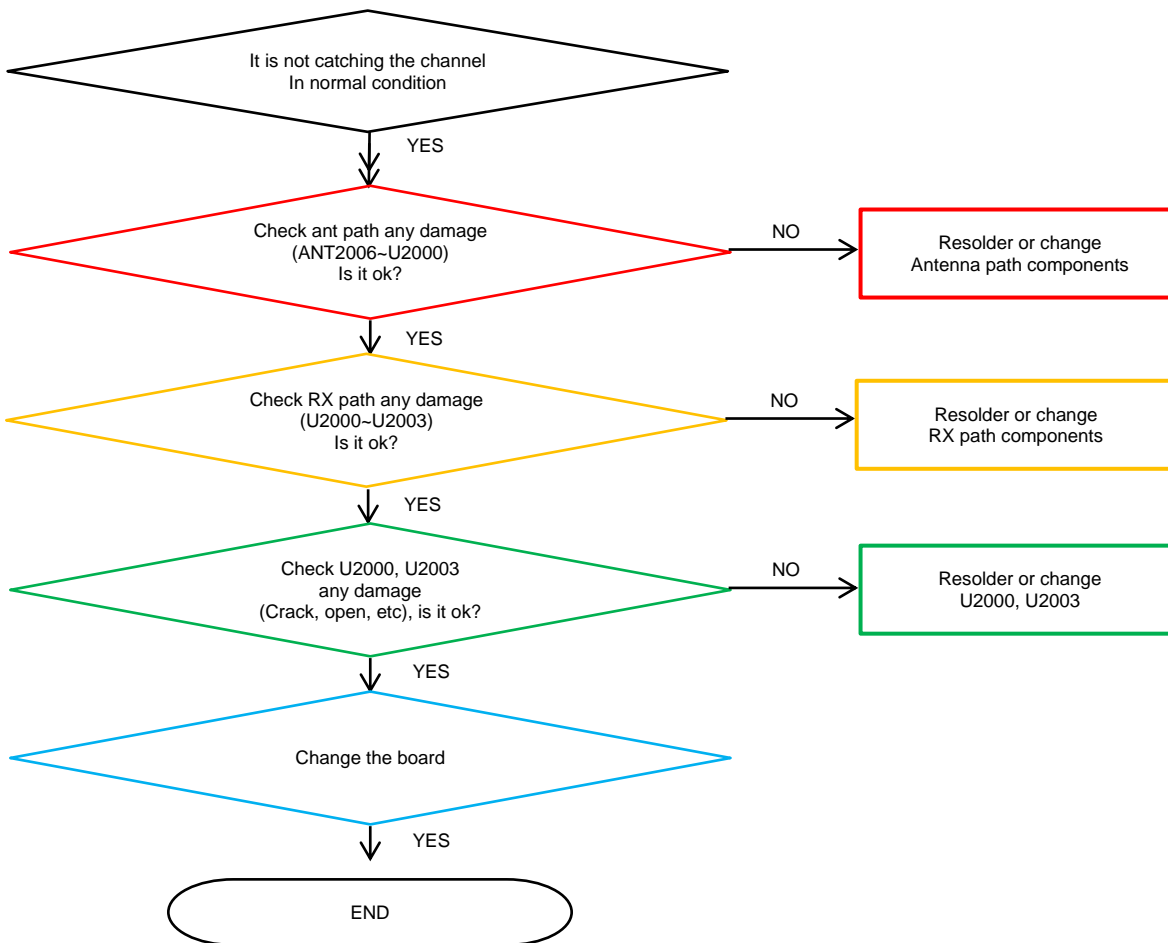 It is not catching the channel
In normal condition
YES
Check ant path any damage
(ANT2006~U2000)
Is it ok?
NO
Resolder or change
Antenna path components
YES
Check RX path any damage
(U2000~U2003)
Is it ok?
NO
Resolder or change
RX path components
YES
Check U2000, U2003
any damage
(Crack, open, etc), is it ok?
NO
Resolder or change
U2000, U2003
YES
Change the board
YES
END